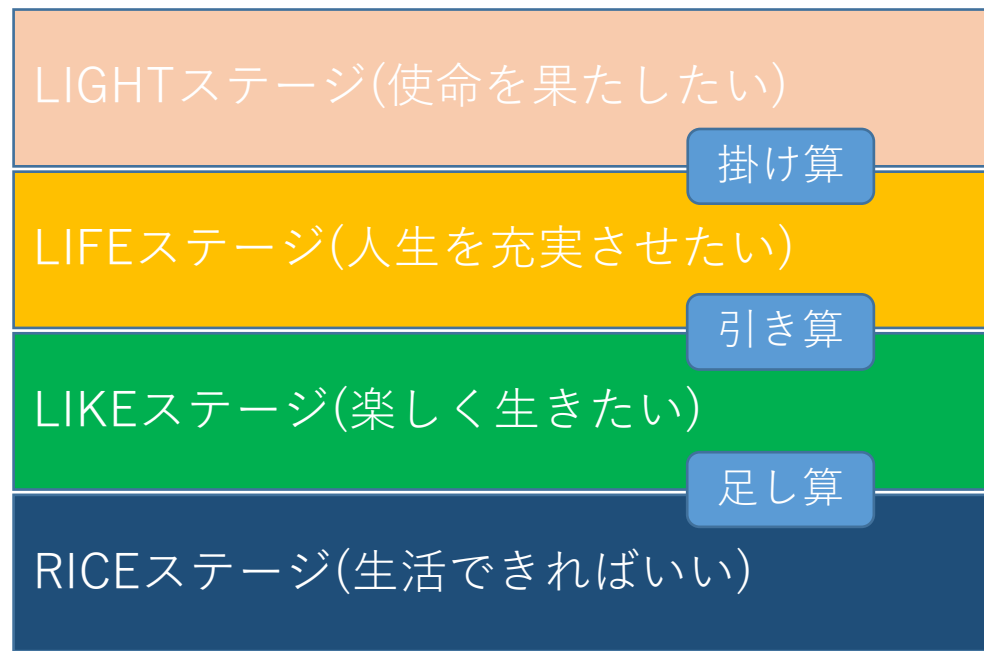 LIGHTステージ(使命を果たしたい)
掛け算
LIFEステージ(人生を充実させたい)
引き算
LIKEステージ(楽しく生きたい)
足し算
RICEステージ(生活できればいい)